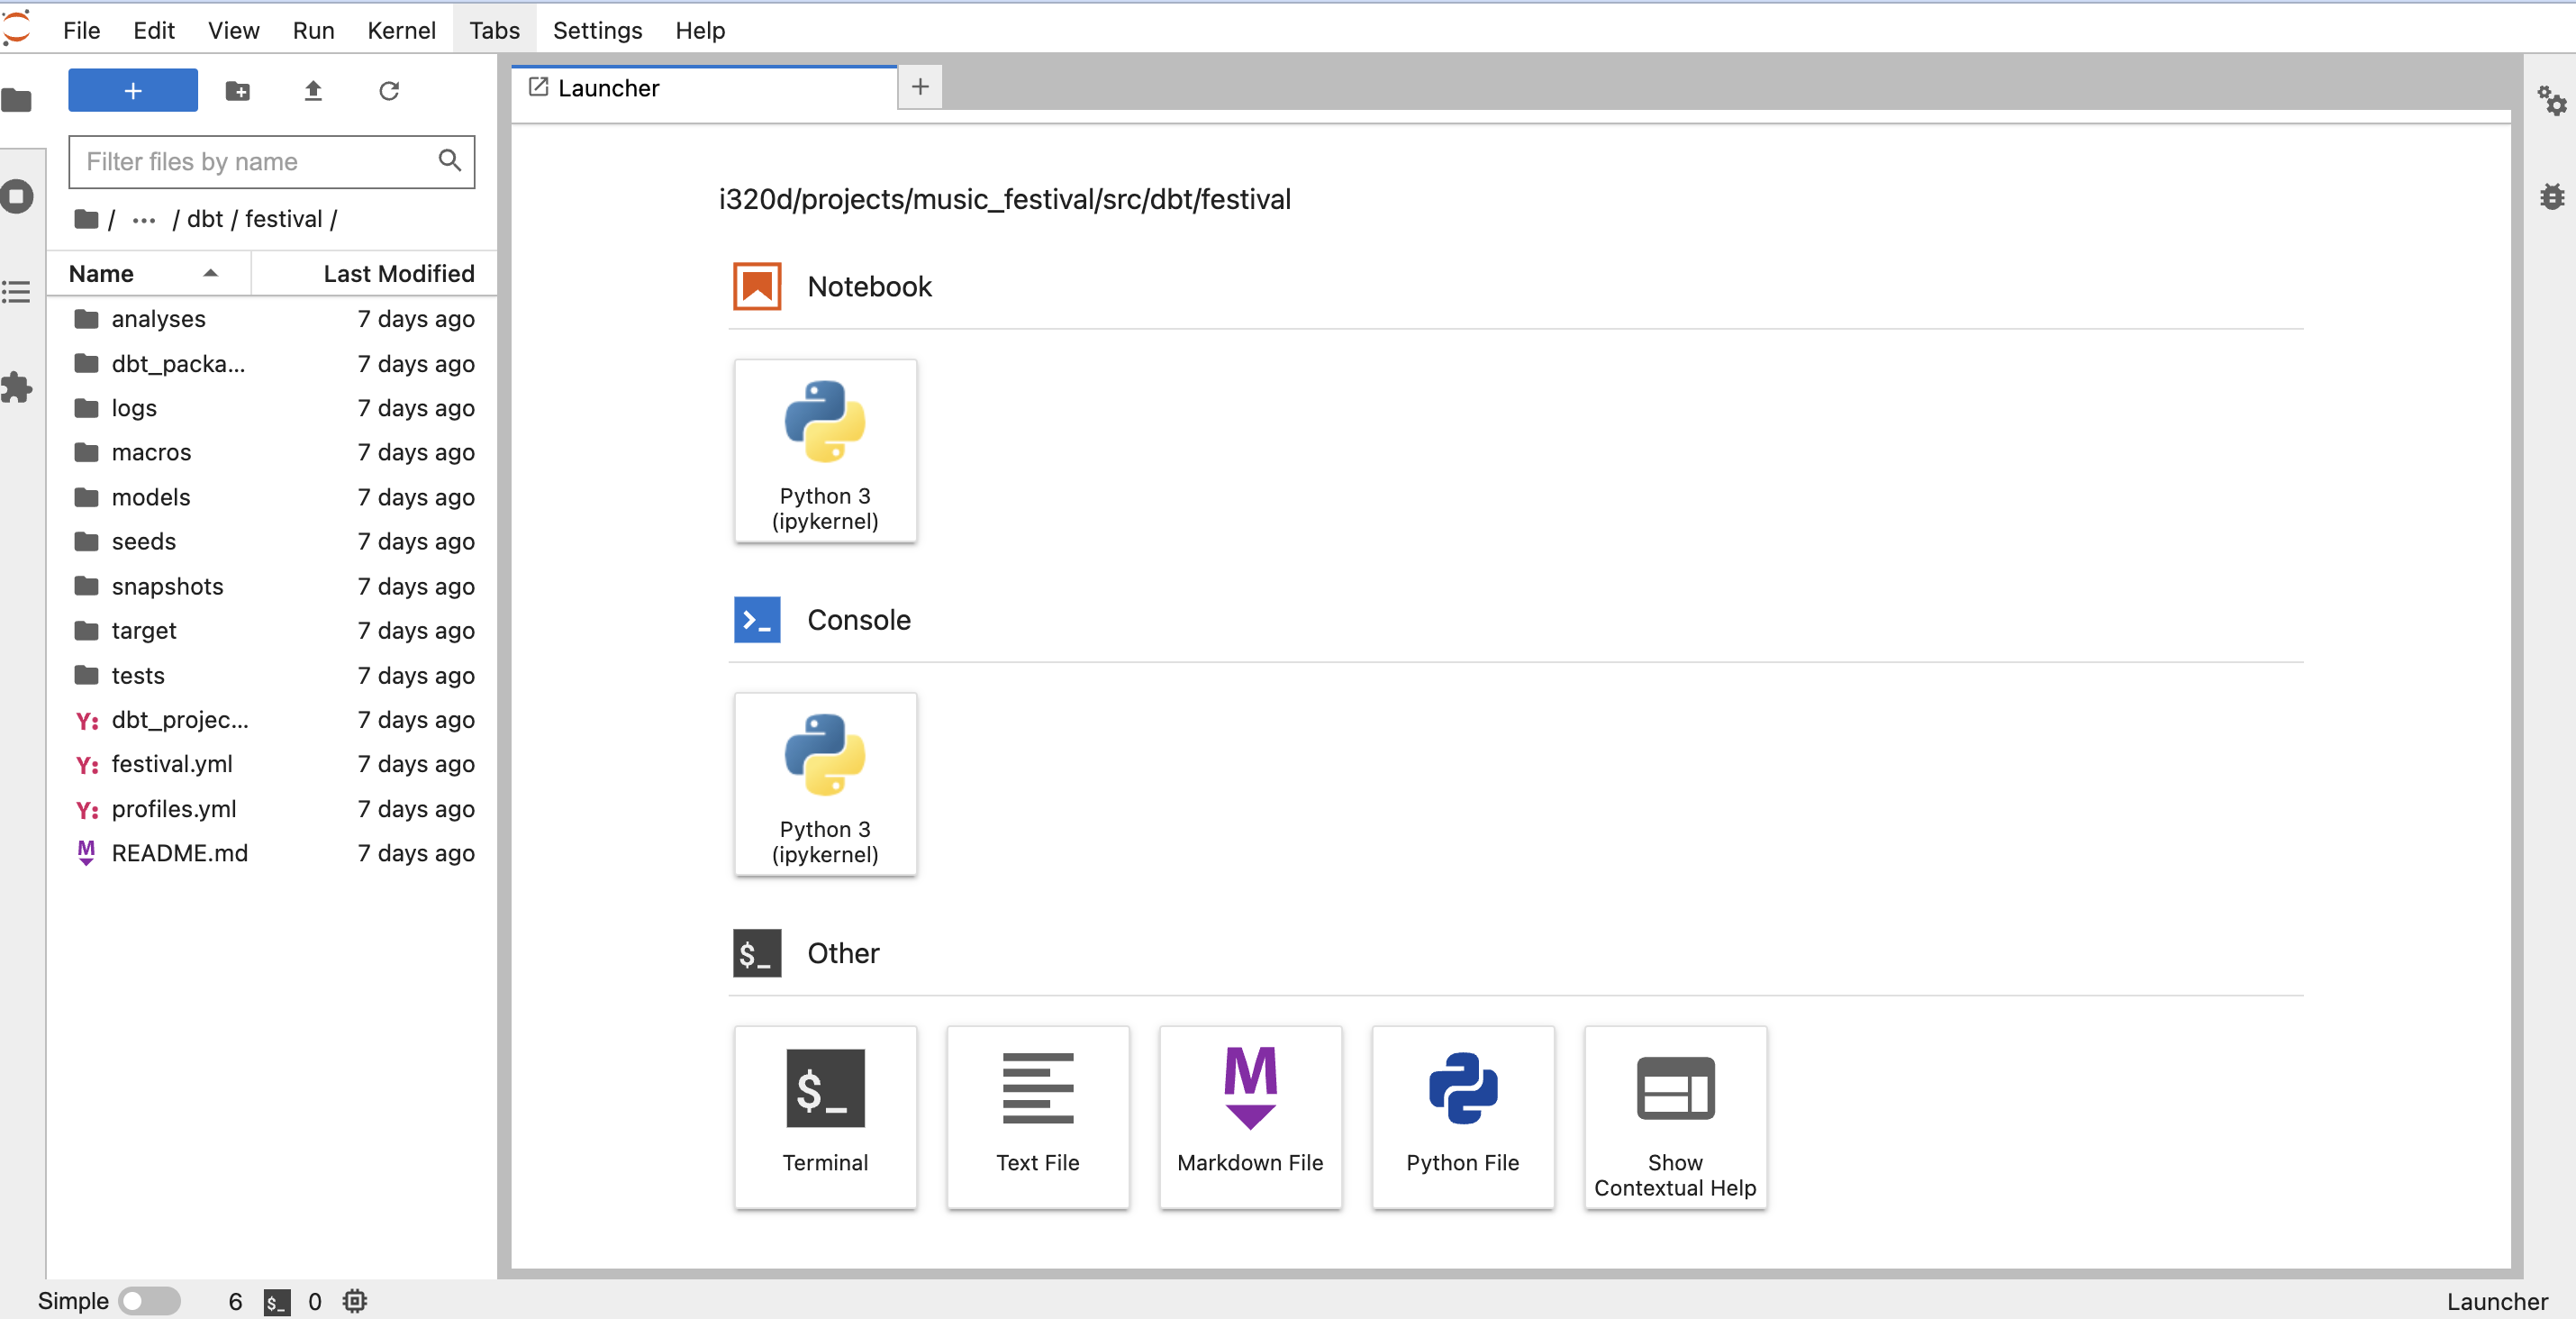 File Edit View Run Kernel Tabs Settings Help
+
Filter files by name
/ ... / dbt / festival /
Name Last Modified
analyses 7 days ago
dbt_packa... 7 days ago
logs 7 days ago
macros 7 days ago
models 7 days ago
seeds 7 days ago
snapshots 7 days ago
target 7 days ago
tests 7 days ago
Y: dbt_projec... 7 days ago
Y: festival.yml 7 days ago
Y: profiles.yml 7 days ago
M README.md 7 days ago
Launcher +
i320d/projects/music_festival/src/dbt/festival
Notebook
Python 3
(ipykernel)
>_ Console
Python 3
(ipykernel)
$_ Other
$_
Terminal
Text File
M
Markdown File
Python File
Show
Contextual Help
Simple 6 $_ 0 Launcher